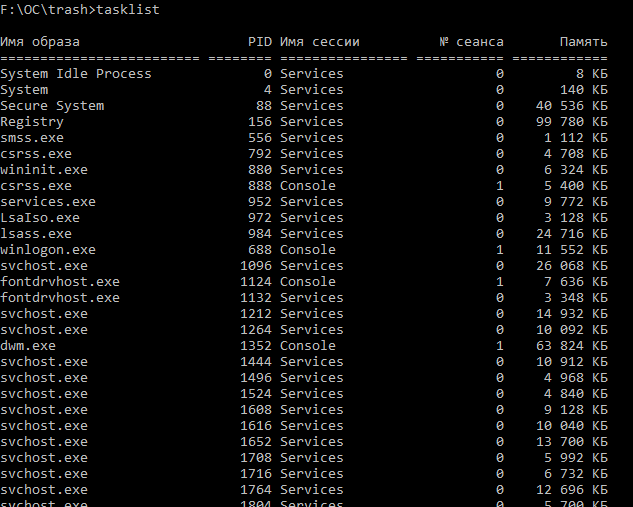 F:\OC\trash>tasklist
Имя образа                     PID Имя сессии          № сеанса       Память
========================= ======== ================ =========== ============
System Idle Process              0 Services                   0         8 КБ
System                           4 Services                   0       140 КБ
Secure System                   88 Services                   0    40 536 КБ
Registry                       156 Services                   0    99 780 КБ
smss.exe                       556 Services                   0     1 112 КБ
csrss.exe                      792 Services                   0     4 708 КБ
wininit.exe                    880 Services                   0     6 324 КБ
csrss.exe                      888 Console                    1     5 400 КБ
services.exe                   952 Services                   0     9 772 КБ
LsaIso.exe                     972 Services                   0     3 128 КБ
lsass.exe                      984 Services                   0    24 716 КБ
winlogon.exe                   688 Console                    1    11 552 КБ
svchost.exe                   1096 Services                   0    26 068 КБ
fontdrvhost.exe               1124 Console                    1     7 636 КБ
fontdrvhost.exe               1132 Services                   0     3 348 КБ
svchost.exe                   1212 Services                   0    14 932 КБ
svchost.exe                   1264 Services                   0    10 092 КБ
dwm.exe                       1352 Console                    1    63 824 КБ
svchost.exe                   1444 Services                   0    10 912 КБ
svchost.exe                   1496 Services                   0     4 968 КБ
svchost.exe                   1524 Services                   0     4 840 КБ
svchost.exe                   1608 Services                   0     9 128 КБ
svchost.exe                   1616 Services                   0    10 040 КБ
svchost.exe                   1652 Services                   0    13 700 КБ
svchost.exe                   1708 Services                   0     5 992 КБ
svchost.exe                   1716 Services                   0     6 732 КБ
svchost.exe                   1764 Services                   0    12 696 КБ
svchost.exe                   1804 Services                   0     5 700 КБ